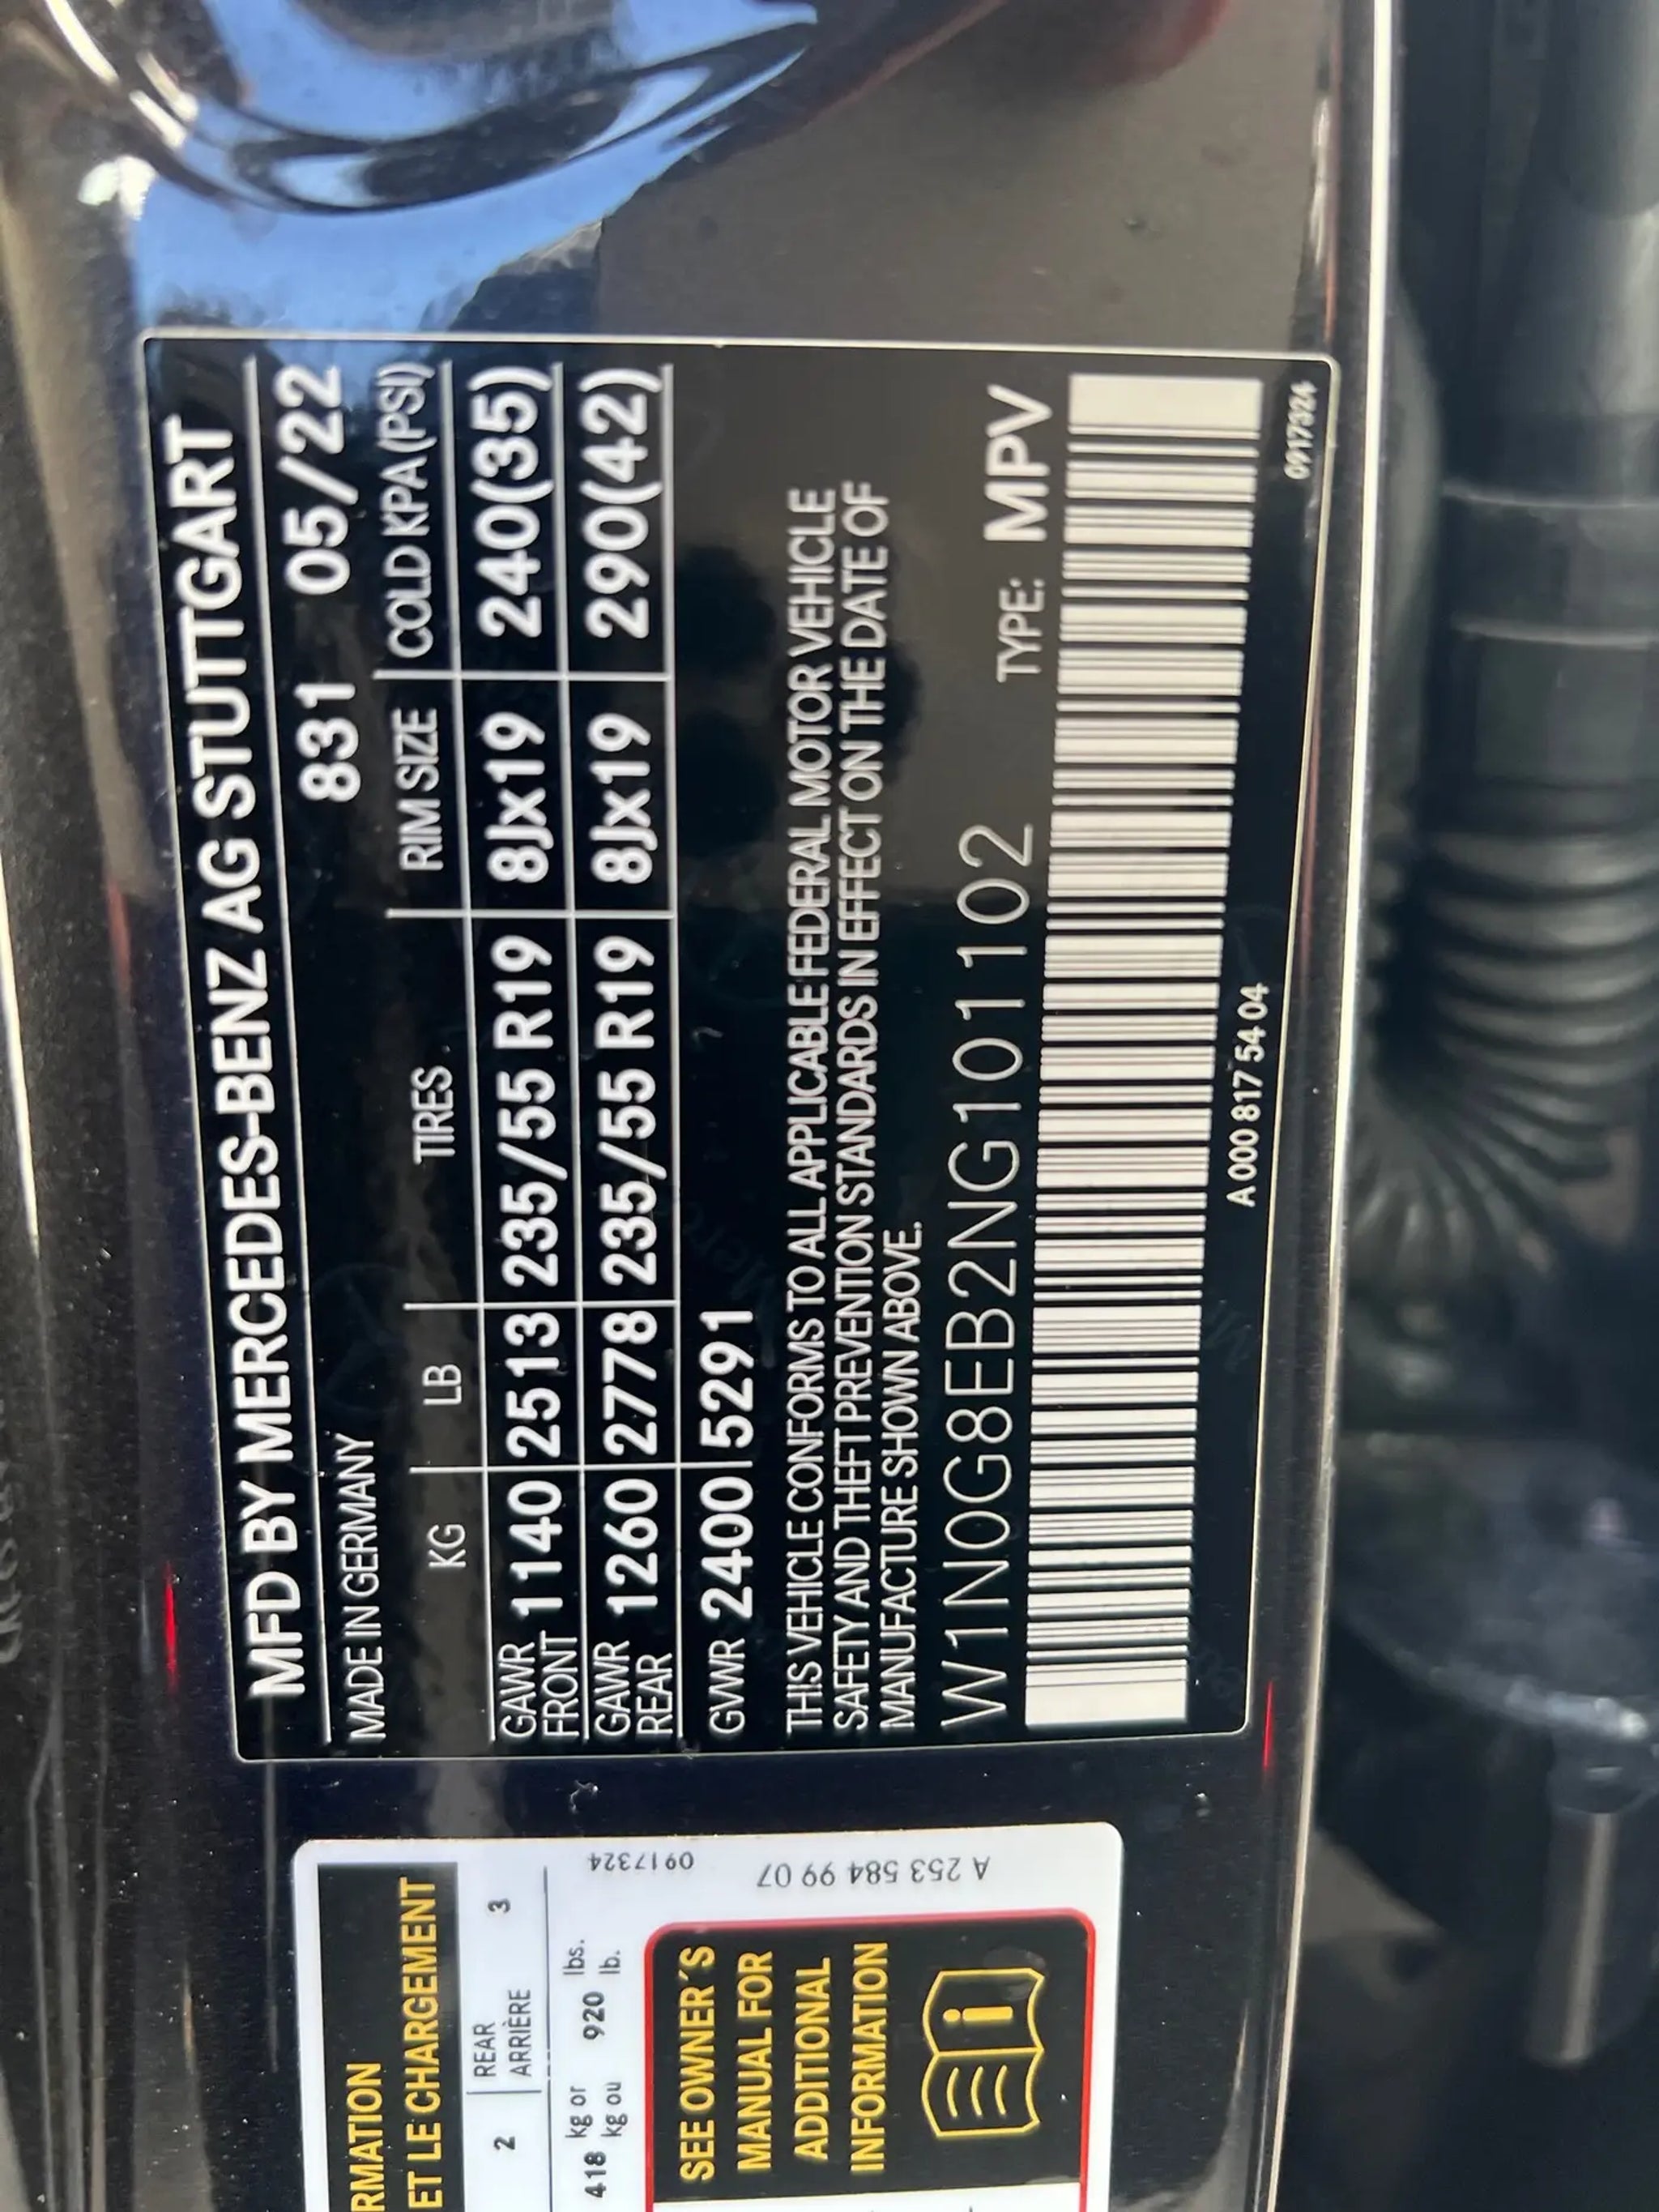 MFD BY MERCEDES-BENZ AG STUTTGART
MADE IN GERMANY 831 05/22
KG LB TIRES RIM SIZE COLD KPA (PSI)
GAWR FRONT 1140 2513 235/55 R19 8Jx19 240(35)
GAWR REAR 1260 2778 235/55 R19 8Jx19 290(42)
GVWR 2400 5291
THIS VEHICLE CONFORMS TO ALL APPLICABLE FEDERAL MOTOR VEHICLE
SAFETY AND THEFT PREVENTION STANDARDS IN EFFECT ON THE DATE OF
MANUFACTURE SHOWN ABOVE.
W1N0G8EB2NG101102 TYPE: MPV
A 000 817 54 04
0917324
ET LE CHARGEMENT
2 REAR 3
ARRIÈRE
418 kg or 920 lbs.
kg ou lb.
0917324
A 253 584 99 07
SEE OWNER'S
MANUAL FOR
ADDITIONAL
INFORMATION
i